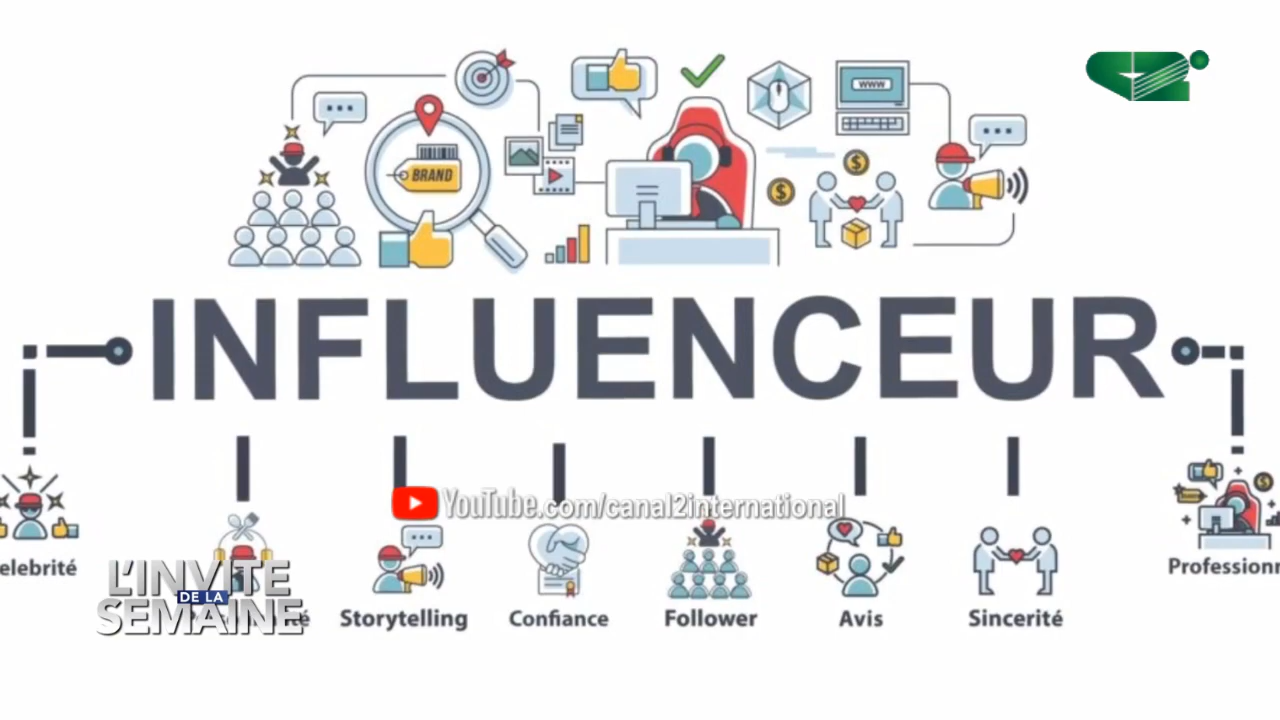 WWW
BRAND
INFLUENCEUR
YouTube.com/canal2international
elebrité
Professionn
L'INVITE
DE LA
SEMAINE
Storytelling
Confiance
Follower
Avis
Sincerité